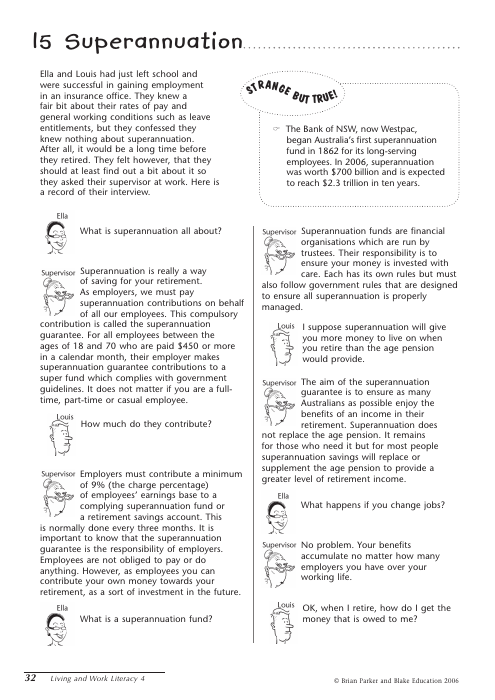 15 Superannuation
Ella and Louis had just left school and
were successful in gaining employment
in an insurance office. They knew a
fair bit about their rates of pay and
general working conditions such as leave
entitlements, but they confessed they
knew nothing about superannuation.
After all, it would be a long time before
they retired. They felt however, that they
should at least find out a bit about it so
they asked their supervisor at work. Here is
a record of their interview.
STRANGE BUT TRUE!
☞ The Bank of NSW, now Westpac,
began Australia's first superannuation
fund in 1862 for its long-serving
employees. In 2006, superannuation
was worth $700 billion and is expected
to reach $2.3 trillion in ten years.
Ella
What is superannuation all about?
Supervisor
Superannuation is really a way
of saving for your retirement.
As employers, we must pay
superannuation contributions on behalf
of all our employees. This compulsory
contribution is called the superannuation
guarantee. For all employees between the
ages of 18 and 70 who are paid $450 or more
in a calendar month, their employer makes
superannuation guarantee contributions to a
super fund which complies with government
guidelines. It does not matter if you are a full-
time, part-time or casual employee.
Louis
How much do they contribute?
Supervisor
Employers must contribute a minimum
of 9% (the charge percentage)
of employees' earnings base to a
complying superannuation fund or
a retirement savings account. This
is normally done every three months. It is
important to know that the superannuation
guarantee is the responsibility of employers.
Employees are not obliged to pay or do
anything. However, as employees you can
contribute your own money towards your
retirement, as a sort of investment in the future.
Ella
What is a superannuation fund?
Supervisor
Superannuation funds are financial
organisations which are run by
trustees. Their responsibility is to
ensure your money is invested with
care. Each has its own rules but must
also follow government rules that are designed
to ensure all superannuation is properly
managed.
Louis
I suppose superannuation will give
you more money to live on when
you retire than the age pension
would provide.
Supervisor
The aim of the superannuation
guarantee is to ensure as many
Australians as possible enjoy the
benefits of an income in their
retirement. Superannuation does
not replace the age pension. It remains
for those who need it but for most people
superannuation savings will replace or
supplement the age pension to provide a
greater level of retirement income.
Ella
What happens if you change jobs?
Supervisor
No problem. Your benefits
accumulate no matter how many
employers you have over your
working life.
Louis
OK, when I retire, how do I get the
money that is owed to me?
32 Living and Work Literacy 4
© Brian Parker and Blake Education 2006